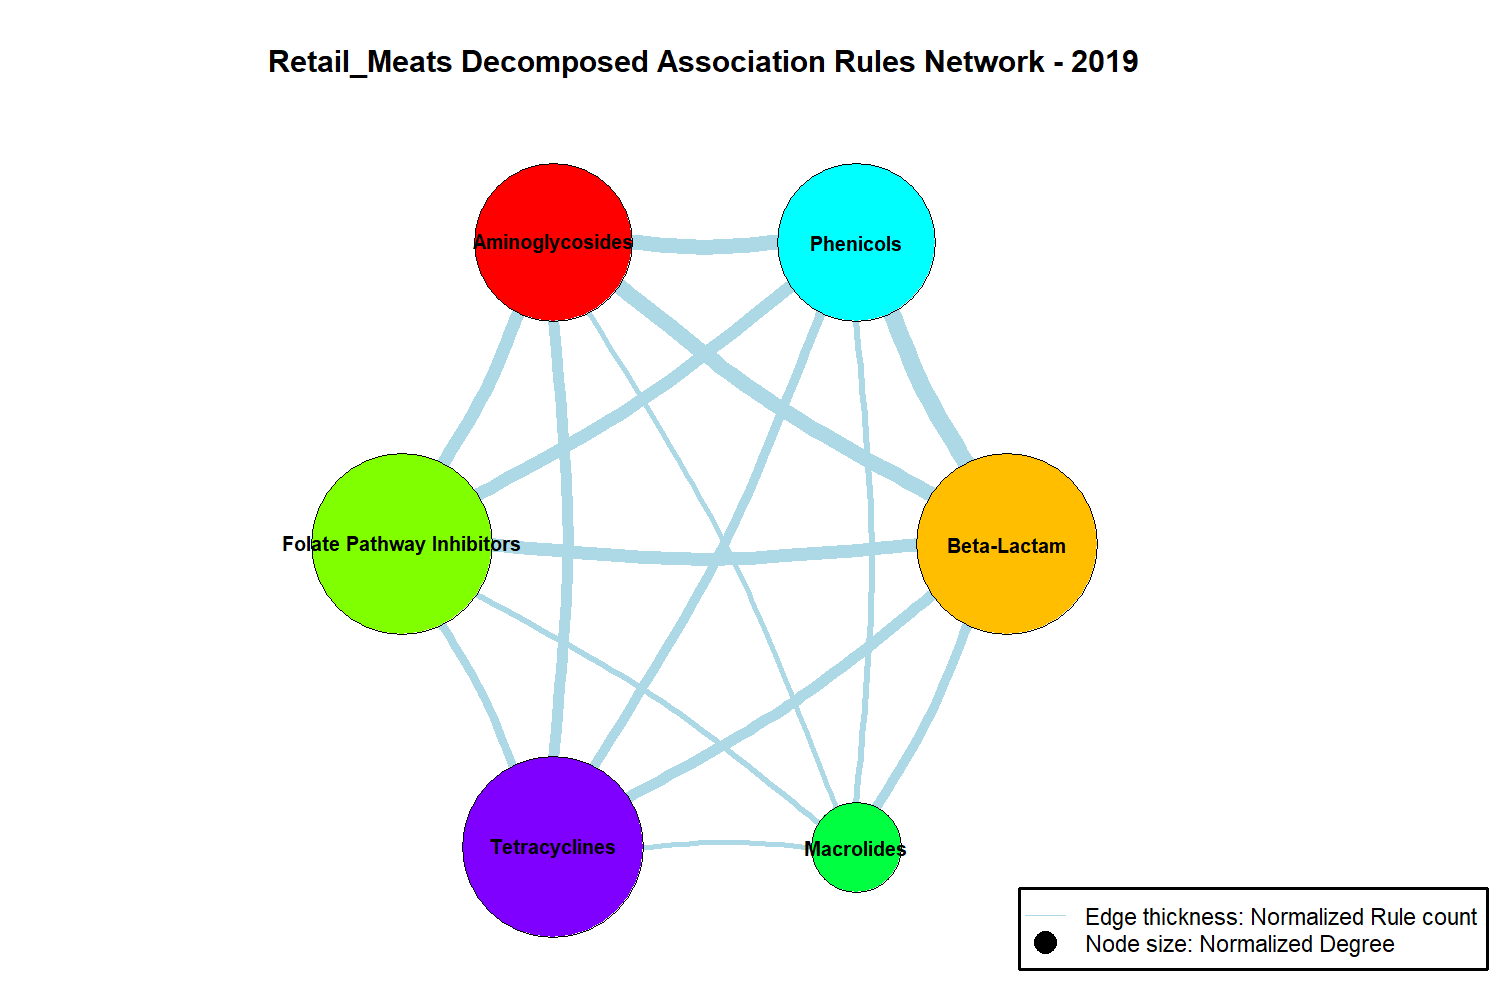 Retail_Meats Decomposed Association Rules Network - 2019
Aminoglycosides
Phenicols
Folate Pathway Inhibitors
Beta-Lactam
Tetracyclines
Macrolides
Edge thickness: Normalized Rule count
Node size: Normalized Degree